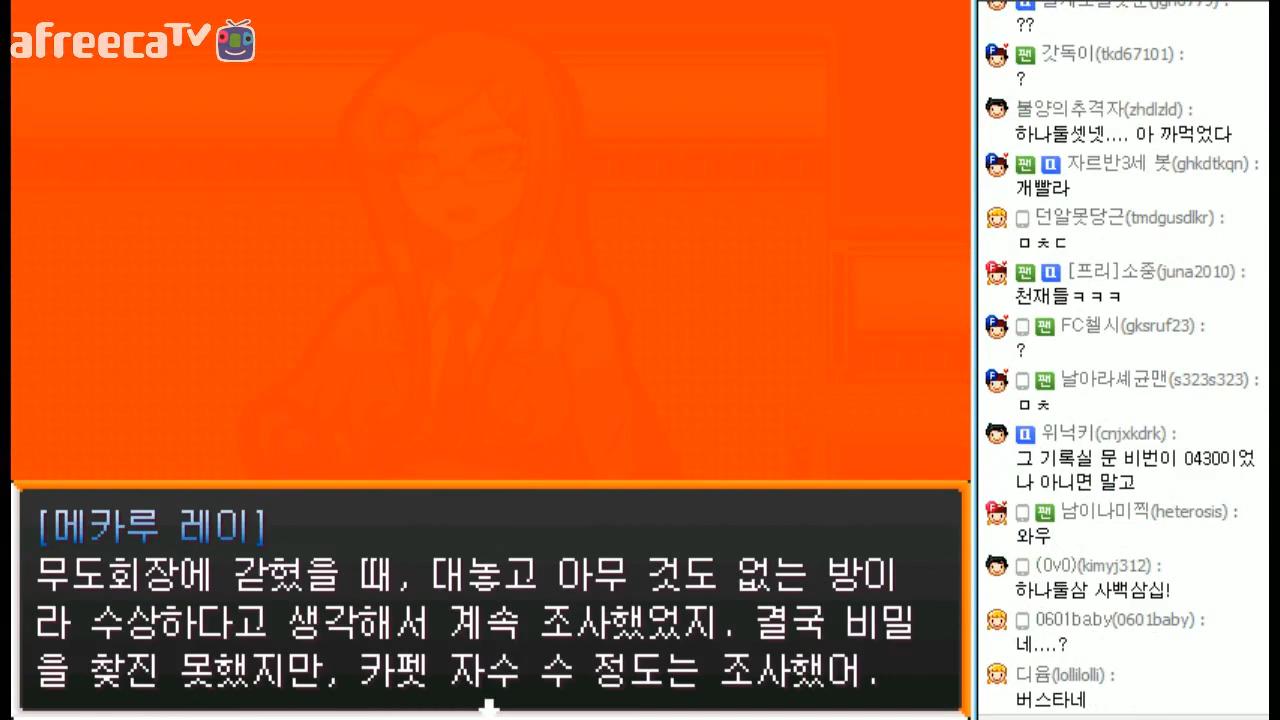 afreecaTV
[메카루 레이]
무도회장에 갇혔을 때, 대놓고 아무 것도 없는 방이
라 수상하다고 생각해서 계속 조사했었지. 결국 비밀
을 찾진 못했지만, 카펫 자수 수 정도는 조사했어.
??
팬 갓독이(tkd67101) :
?
불양의추격자(zhdlzld) :
하나둘셋넷.... 아 까먹었다
팬 자르반3세 봇(ghkdtkqn) :
개빨라
던알못당근(tmdgusdlkr) :
ㅁㅊㄷ
팬 [프리]소중(juna2010) :
천재들ㅋㅋㅋ
팬 FC첼시(gksruf23) :
?
팬 날아라세균맨(s323s323) :
ㅁㅊ
위넉키(cnjxkdrk) :
그 기록실 문 비번이 0430이었
나 아니면 말고
팬 남이나미찍(heterosis) :
와우
(0v0)(kimyj312) :
하나둘삼 사백삼십!
0601baby(0601baby) :
네....?
디윰(lollilolli) :
버스타네